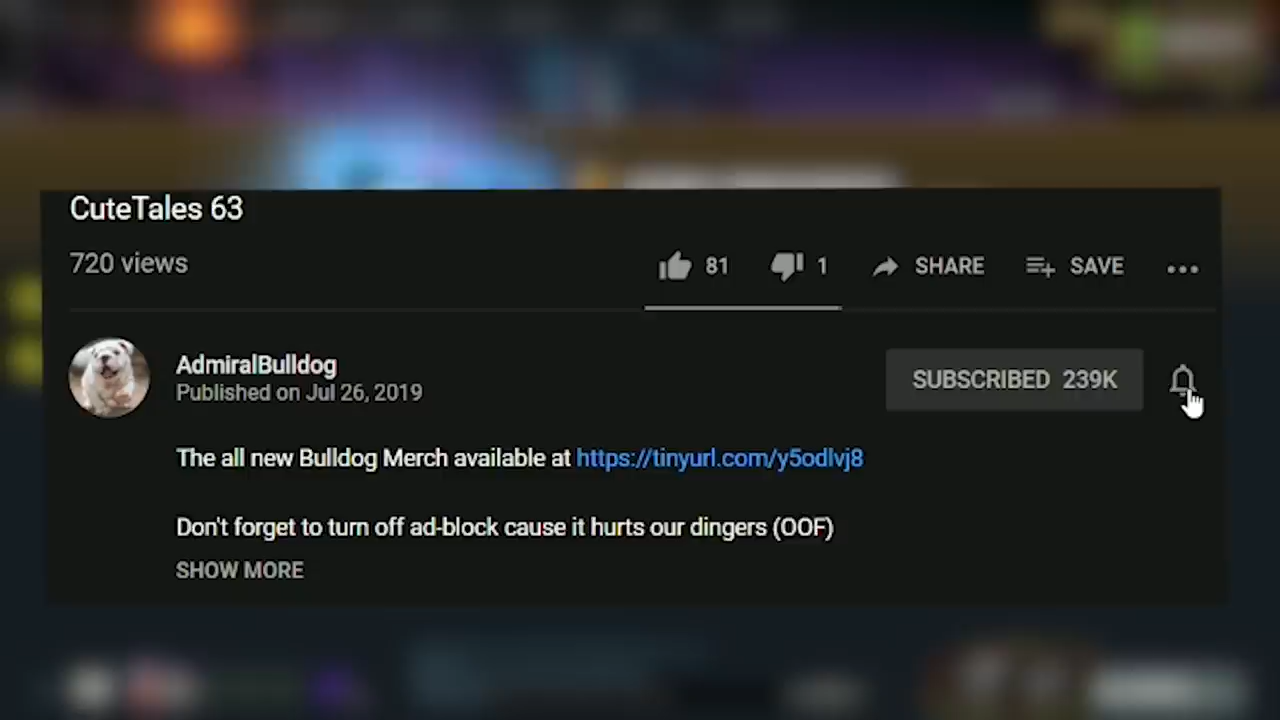 CuteTales 63
720 views
81
1
SHARE
SAVE
AdmiralBulldog
Published on Jul 26, 2019
SUBSCRIBED 239K
The all new Bulldog Merch available at https://tinyurl.com/y5odlvj8
Don't forget to turn off ad-block cause it hurts our dingers (OOF)
SHOW MORE